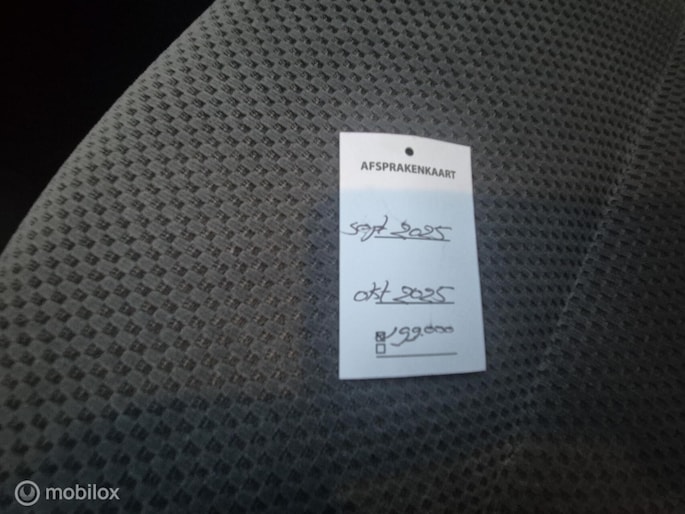 AFSPRAKENKAART
sept 2025
okt 2025
199.000
mobilox